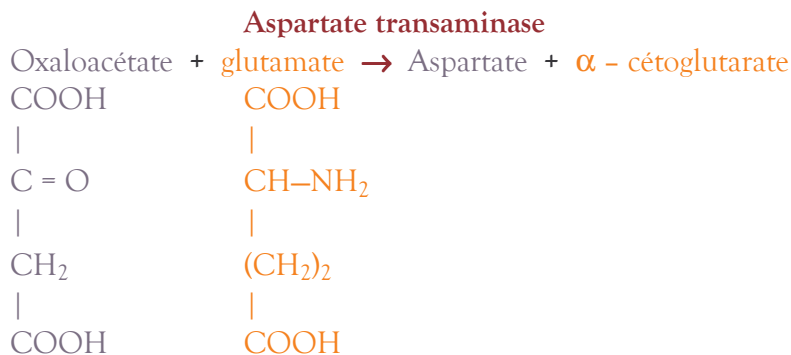 Aspartate transaminase
Oxaloacétate + glutamate → Aspartate + α – cétoglutarate
COOH COOH
| |
C = O CH—NH₂
| |
CH₂ (CH₂)₂
| |
COOH COOH